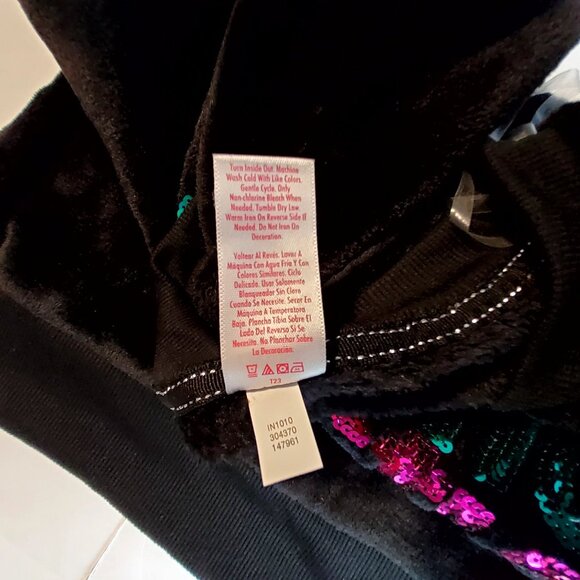 Turn Inside Out. Machine
Wash Cold With Like Colors.
Gentle Cycle. Only
Non-chlorine Bleach When
Needed. Tumble Dry Low.
Warm Iron On Reverse Side If
Needed. Do Not Iron On
Decoration.
Voltear Al Revés. Lavar A
Máquina Con Agua Fria Y Con
Colores Similares. Ciclo
Delicado. Usar Solamente
Blanqueador Sin Cloro
Cuando Se Necesite. Secar En
Máquina A Temperatura
Baja. Plancha Tibia Sobre El
Lado Del Reversa Si Se
Necesita. No Planchar Sobre
La Decoración.
T23
IN1010
304370
147961